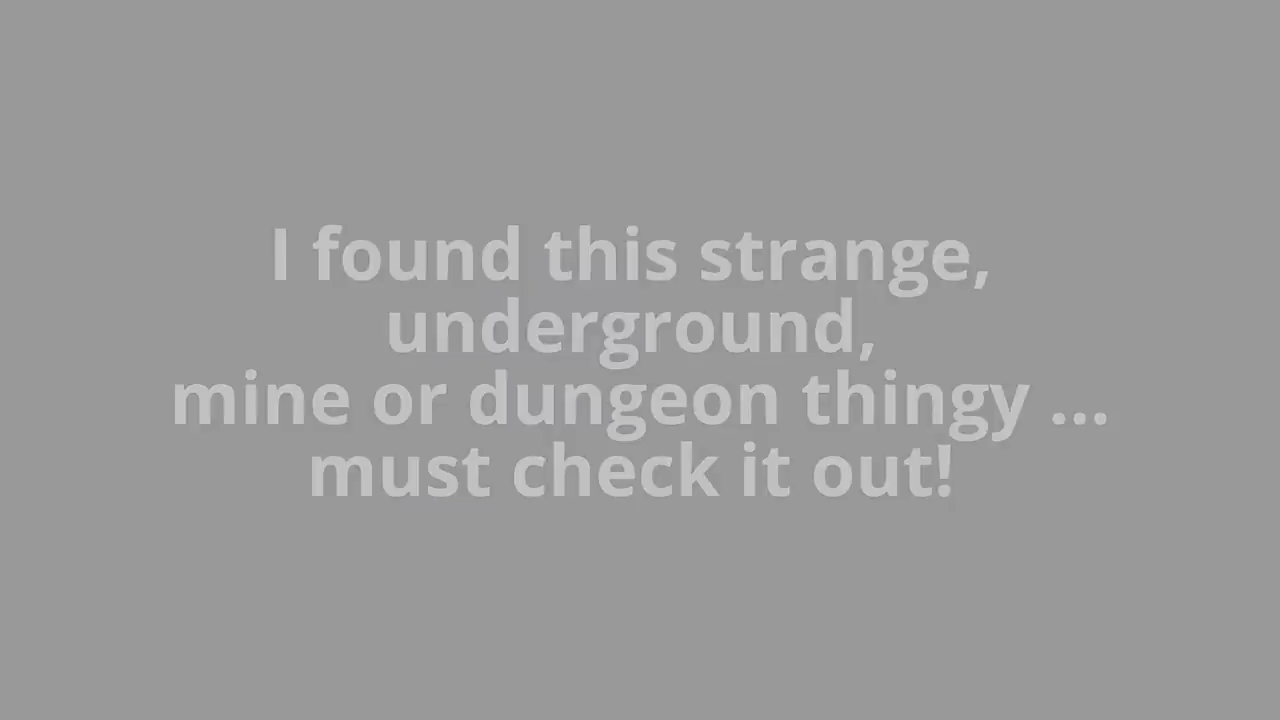 I found this strange,
underground,
mine or dungeon thingy ...
must check it out!